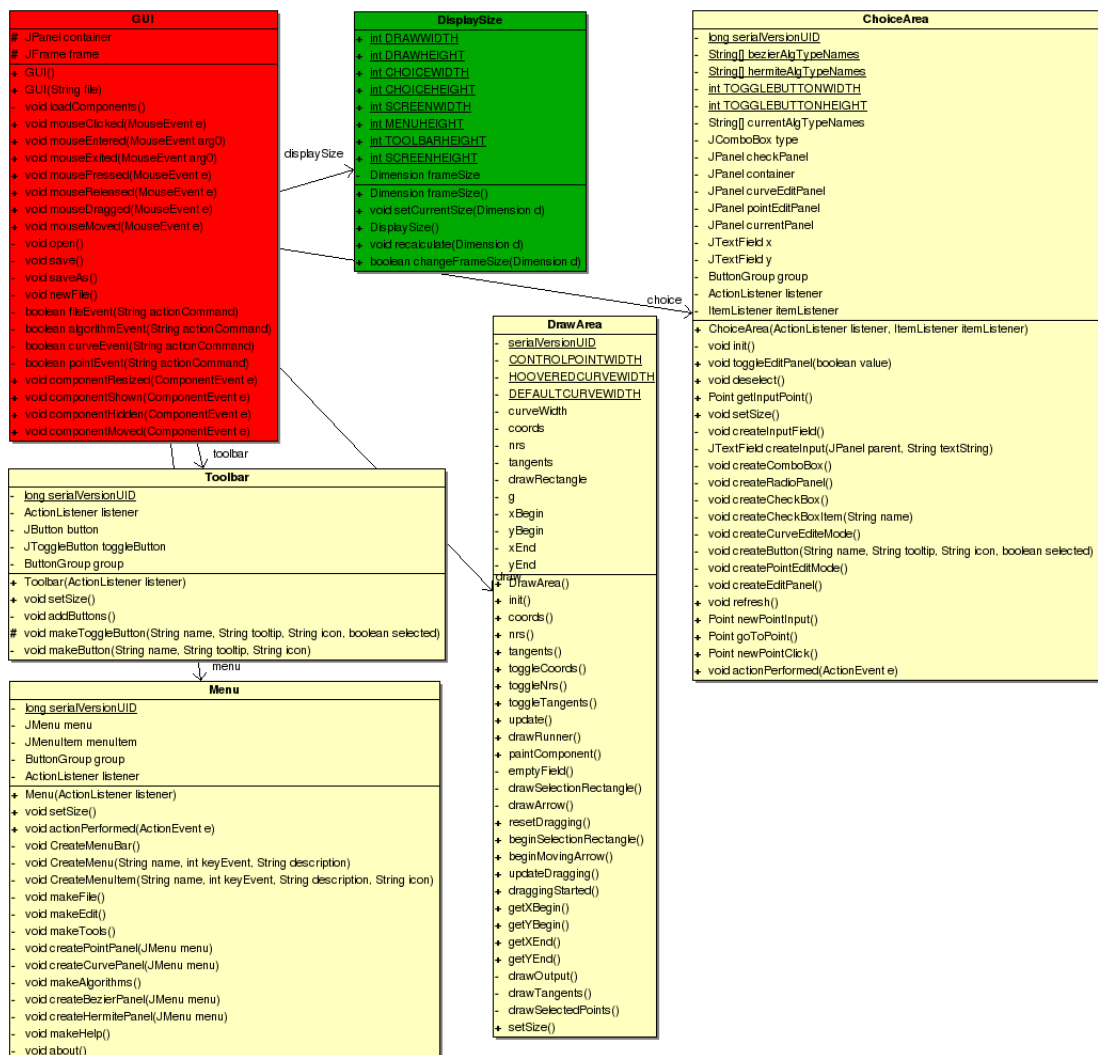 GUI
# JPanel container
# JFrame frame
+ GUI()
+ GUI(String file)
- void loadComponents()
+ void mouseClicked(MouseEvent e)
+ void mouseEntered(MouseEvent arg0)
+ void mouseExited(MouseEvent arg0)
+ void mousePressed(MouseEvent e)
+ void mouseReleased(MouseEvent e)
+ void mouseDragged(MouseEvent e)
+ void mouseMoved(MouseEvent e)
- void open()
- void save()
- void saveAs()
- void newFile()
- boolean fileEvent(String actionCommand)
- boolean algorithmEvent(String actionCommand)
- boolean curveEvent(String actionCommand)
- boolean pointEvent(String actionCommand)
+ void componentResized(ComponentEvent e)
+ void componentShown(ComponentEvent e)
+ void componentHidden(ComponentEvent e)
+ void componentMoved(ComponentEvent e)
displaySize
DisplaySize
+ int DRAWWIDTH
+ int DRAWHEIGHT
+ int CHOICEWIDTH
+ int CHOICEHEIGHT
+ int SCREENWIDTH
+ int MENUHEIGHT
+ int TOOLBARHEIGHT
+ int SCREENHEIGHT
- Dimension frameSize
+ Dimension frameSize()
+ void setCurrentSize(Dimension d)
+ DisplaySize()
+ void recalculate(Dimension d)
+ boolean changeFrameSize(Dimension d)
choice
ChoiceArea
- long serialVersionUID
- String[] bezierAlgTypeNames
- String[] hermiteAlgTypeNames
- int TOGGLEBUTTONWIDTH
- int TOGGLEBUTTONHEIGHT
- String[] currentAlgTypeNames
- JComboBox type
- JPanel checkPanel
- JPanel container
- JPanel curveEditPanel
- JPanel pointEditPanel
- JPanel currentPanel
- JTextField x
- JTextField y
- ButtonGroup group
- ActionListener listener
- ItemListener itemListener
+ ChoiceArea(ActionListener listener, ItemListener itemListener)
- void init()
+ void toggleEditPanel(boolean value)
+ void deselect()
+ Point getInputPoint()
+ void setSize()
- void createInputField()
- JTextField createInput(JPanel parent, String textString)
- void createComboBox()
- void createRadioPanel()
- void createCheckBox()
- void createCheckBoxItem(String name)
- void createCurveEditeMode()
- void createButton(String name, String tooltip, String icon, boolean selected)
- void createPointEditMode()
- void createEditPanel()
+ void refresh()
+ Point newPointInput()
+ Point goToPoint()
+ Point newPointClick()
+ void actionPerformed(ActionEvent e)
toolbar
Toolbar
- long serialVersionUID
- ActionListener listener
- JButton button
- JToggleButton toggleButton
- ButtonGroup group
+ Toolbar(ActionListener listener)
+ void setSize()
- void addButtons()
# void makeToggleButton(String name, String tooltip, String icon, boolean selected)
- void makeButton(String name, String tooltip, String icon)
menu
Menu
- long serialVersionUID
- JMenu menu
- JMenuItem menuItem
- ButtonGroup group
- ActionListener listener
+ Menu(ActionListener listener)
+ void setSize()
+ void actionPerformed(ActionEvent e)
- void CreateMenuBar()
- void CreateMenu(String name, int keyEvent, String description)
- void CreateMenuItem(String name, int keyEvent, String description, String icon)
- void makeFile()
- void makeEdit()
- void makeTools()
- void createPointPanel(JMenu menu)
- void createCurvePanel(JMenu menu)
- void makeAlgorithms()
- void createBezierPanel(JMenu menu)
- void createHermitePanel(JMenu menu)
- void makeHelp()
- void about()
draw
DrawArea
- serialVersionUID
- CONTROLPOINTWIDTH
- HOOVEREDCURVEWIDTH
- DEFAULTCURVEWIDTH
- curveWidth
- coords
- nrs
- tangents
- drawRectangle
- g
- xBegin
- yBegin
- xEnd
- yEnd
+ DrawArea()
+ init()
+ coords()
+ nrs()
+ tangents()
+ toggleCoords()
+ toggleNrs()
+ toggleTangents()
+ update()
+ drawRunner()
+ paintComponent()
- emptyField()
- drawSelectionRectangle()
- drawArrow()
+ resetDragging()
+ beginSelectionRectangle()
+ beginMovingArrow()
+ updateDragging()
+ draggingStarted()
+ getXBegin()
+ getYBegin()
+ getXEnd()
+ getYEnd()
- drawOutput()
- drawTangents()
- drawSelectedPoints()
+ setSize()